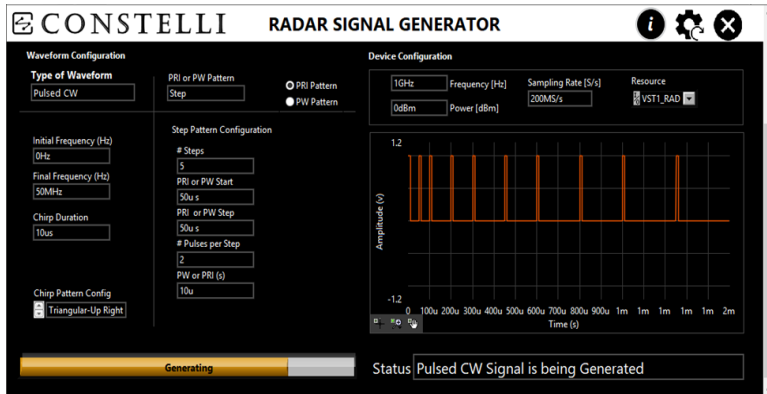 CONSTELLI
RADAR SIGNAL GENERATOR
i
Waveform Configuration
Type of Waveform
Pulsed CW
PRI or PW Pattern
Step
PRI Pattern
PW Pattern
Initial Frequency (Hz)
0Hz
Final Frequency (Hz)
50MHz
Chirp Duration
10us
Chirp Pattern Config
Triangular-Up Right
Step Pattern Configuration
# Steps
5
PRI or PW Start
50u s
PRI or PW Step
50u s
# Pulses per Step
2
PW or PRI (s)
10u
Generating
Device Configuration
1GHz
Frequency [Hz]
0dBm
Power [dBm]
Sampling Rate [S/s]
200MS/s
Resource
VST1_RAD
1.2
Amplitude (v)
-1.2
0 100u 200u 300u 400u 500u 600u 700u 800u 900u 1m 1m 1m 1m 1m 2m
Time (s)
Status Pulsed CW Signal is being Generated